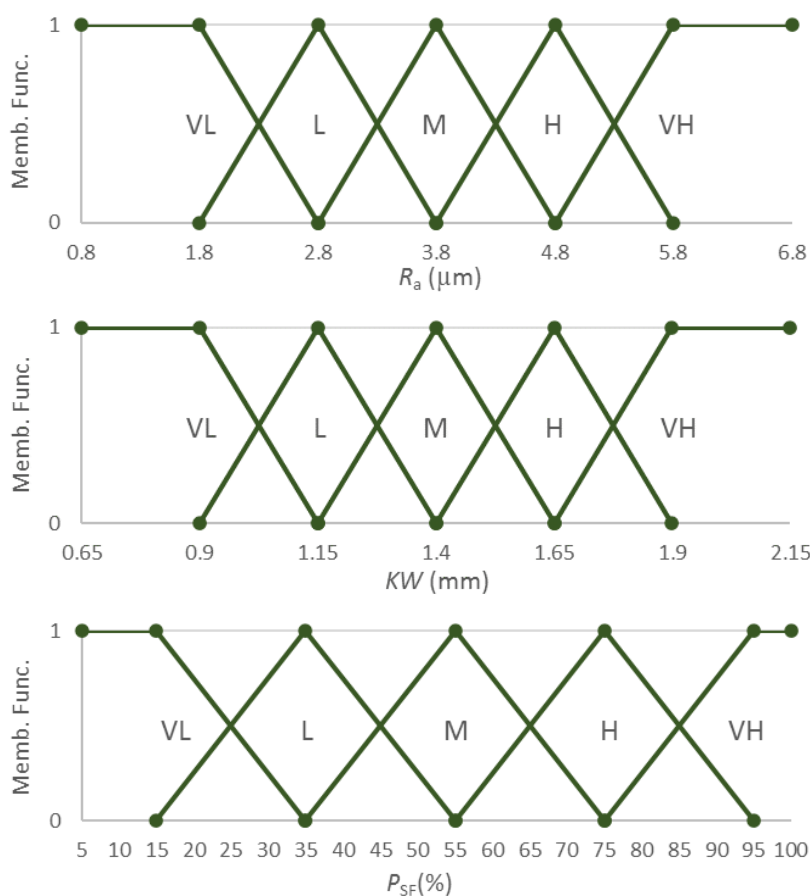 Memb. Func.
1
VL L M H VH
0
0.8 1.8 2.8 3.8 4.8 5.8 6.8
Ra (μm)
Memb. Func.
1
VL L M H VH
0
0.65 0.9 1.15 1.4 1.65 1.9 2.15
KW (mm)
Memb. Func.
1
VL L M H VH
0
5 10 15 20 25 30 35 40 45 50 55 60 65 70 75 80 85 90 95 100
PSF(%)